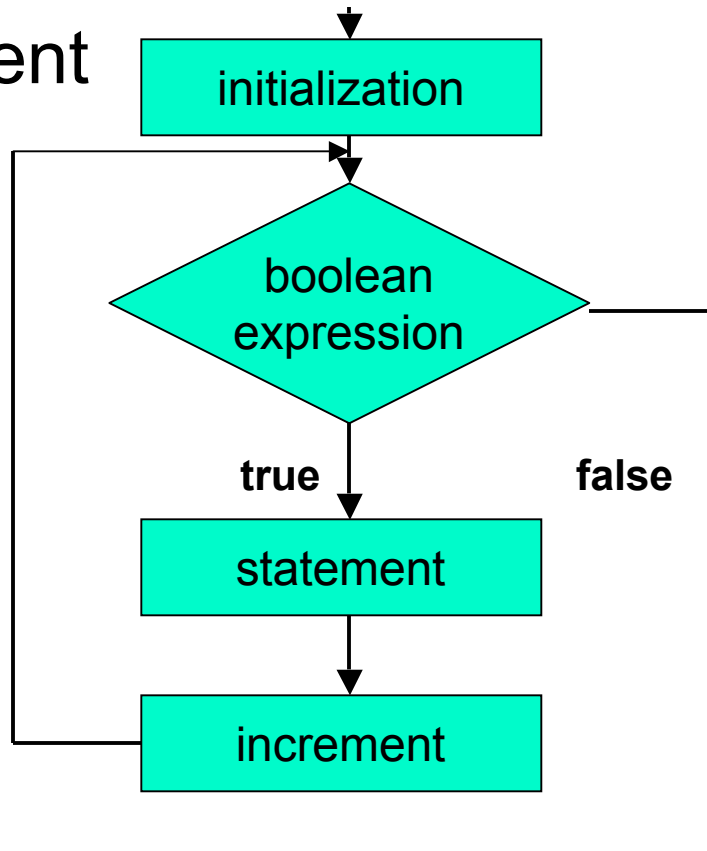 ent
initialization
boolean
expression
true false
statement
increment